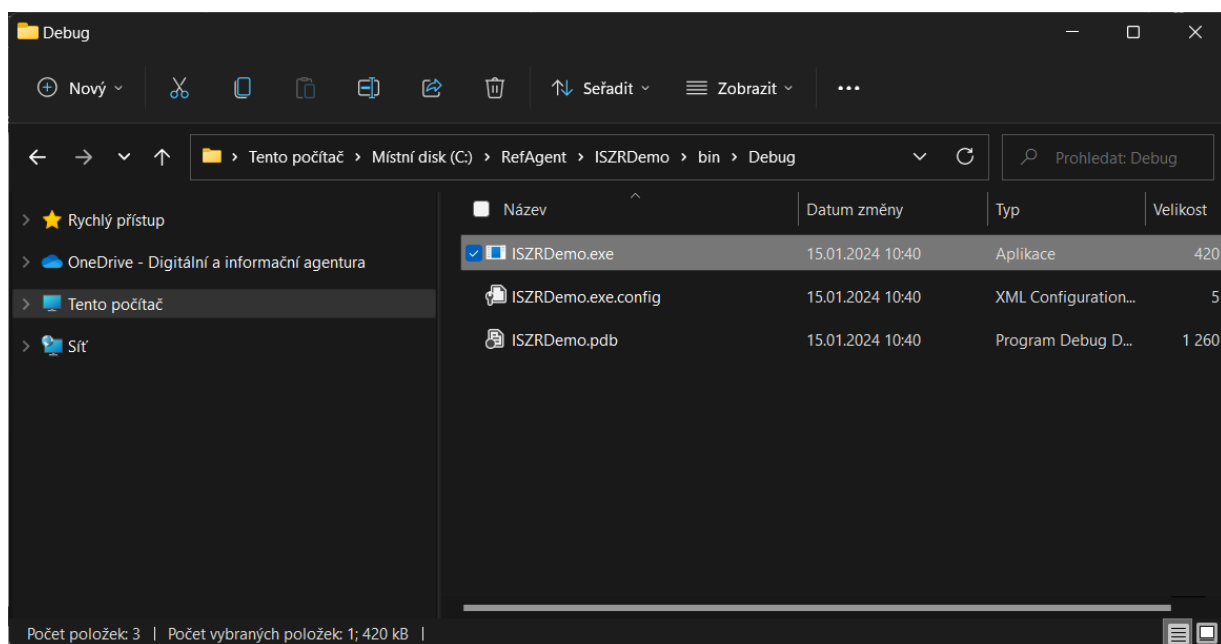 Debug
Nový Seřadit Zobrazit
Tento počítač > Místní disk (C:) > RefAgent > ISZRDemo > bin > Debug Prohledat: Debug
Název Datum změny Typ Velikost
Rychlý přístup
OneDrive - Digitální a informační agentura
Tento počítač
Síť
ISZRDemo.exe 15.01.2024 10:40 Aplikace 420
ISZRDemo.exe.config 15.01.2024 10:40 XML Configuration... 5
ISZRDemo.pdb 15.01.2024 10:40 Program Debug D... 1 260
Počet položek: 3 | Počet vybraných položek: 1; 420 kB |